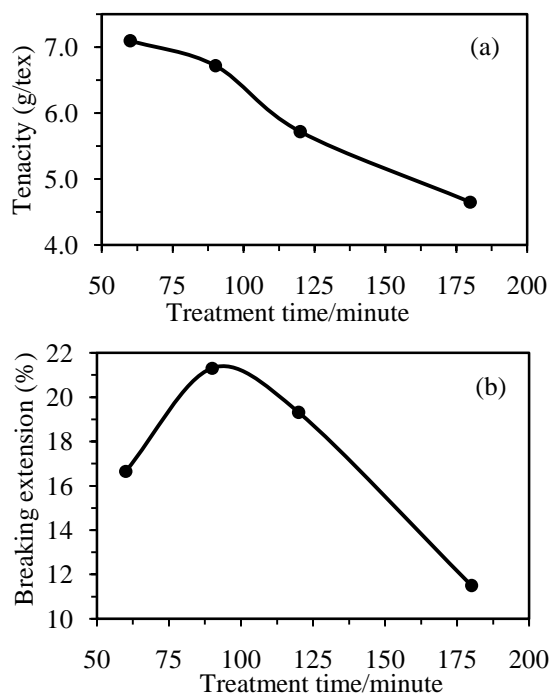 (a)
Tenacity (g/tex)
7.0
6.0
5.0
4.0
50 75 100 125 150 175 200
Treatment time/minute
(b)
Breaking extension (%)
22
20
18
16
14
12
10
50 75 100 125 150 175 200
Treatment time/minute